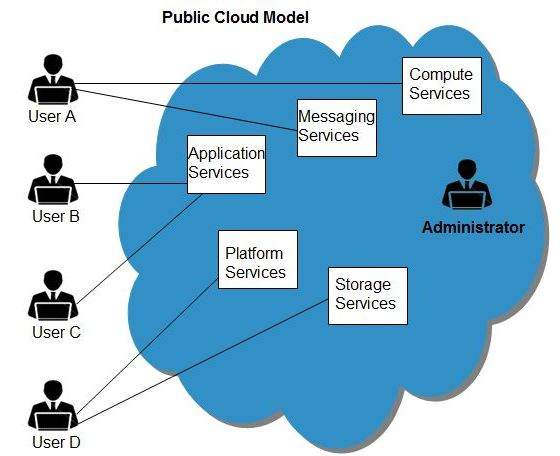 Public Cloud Model
User A
Compute
Services
Messaging
Services
Application
Services
User B
Administrator
Platform
Services
Storage
Services
User C
User D